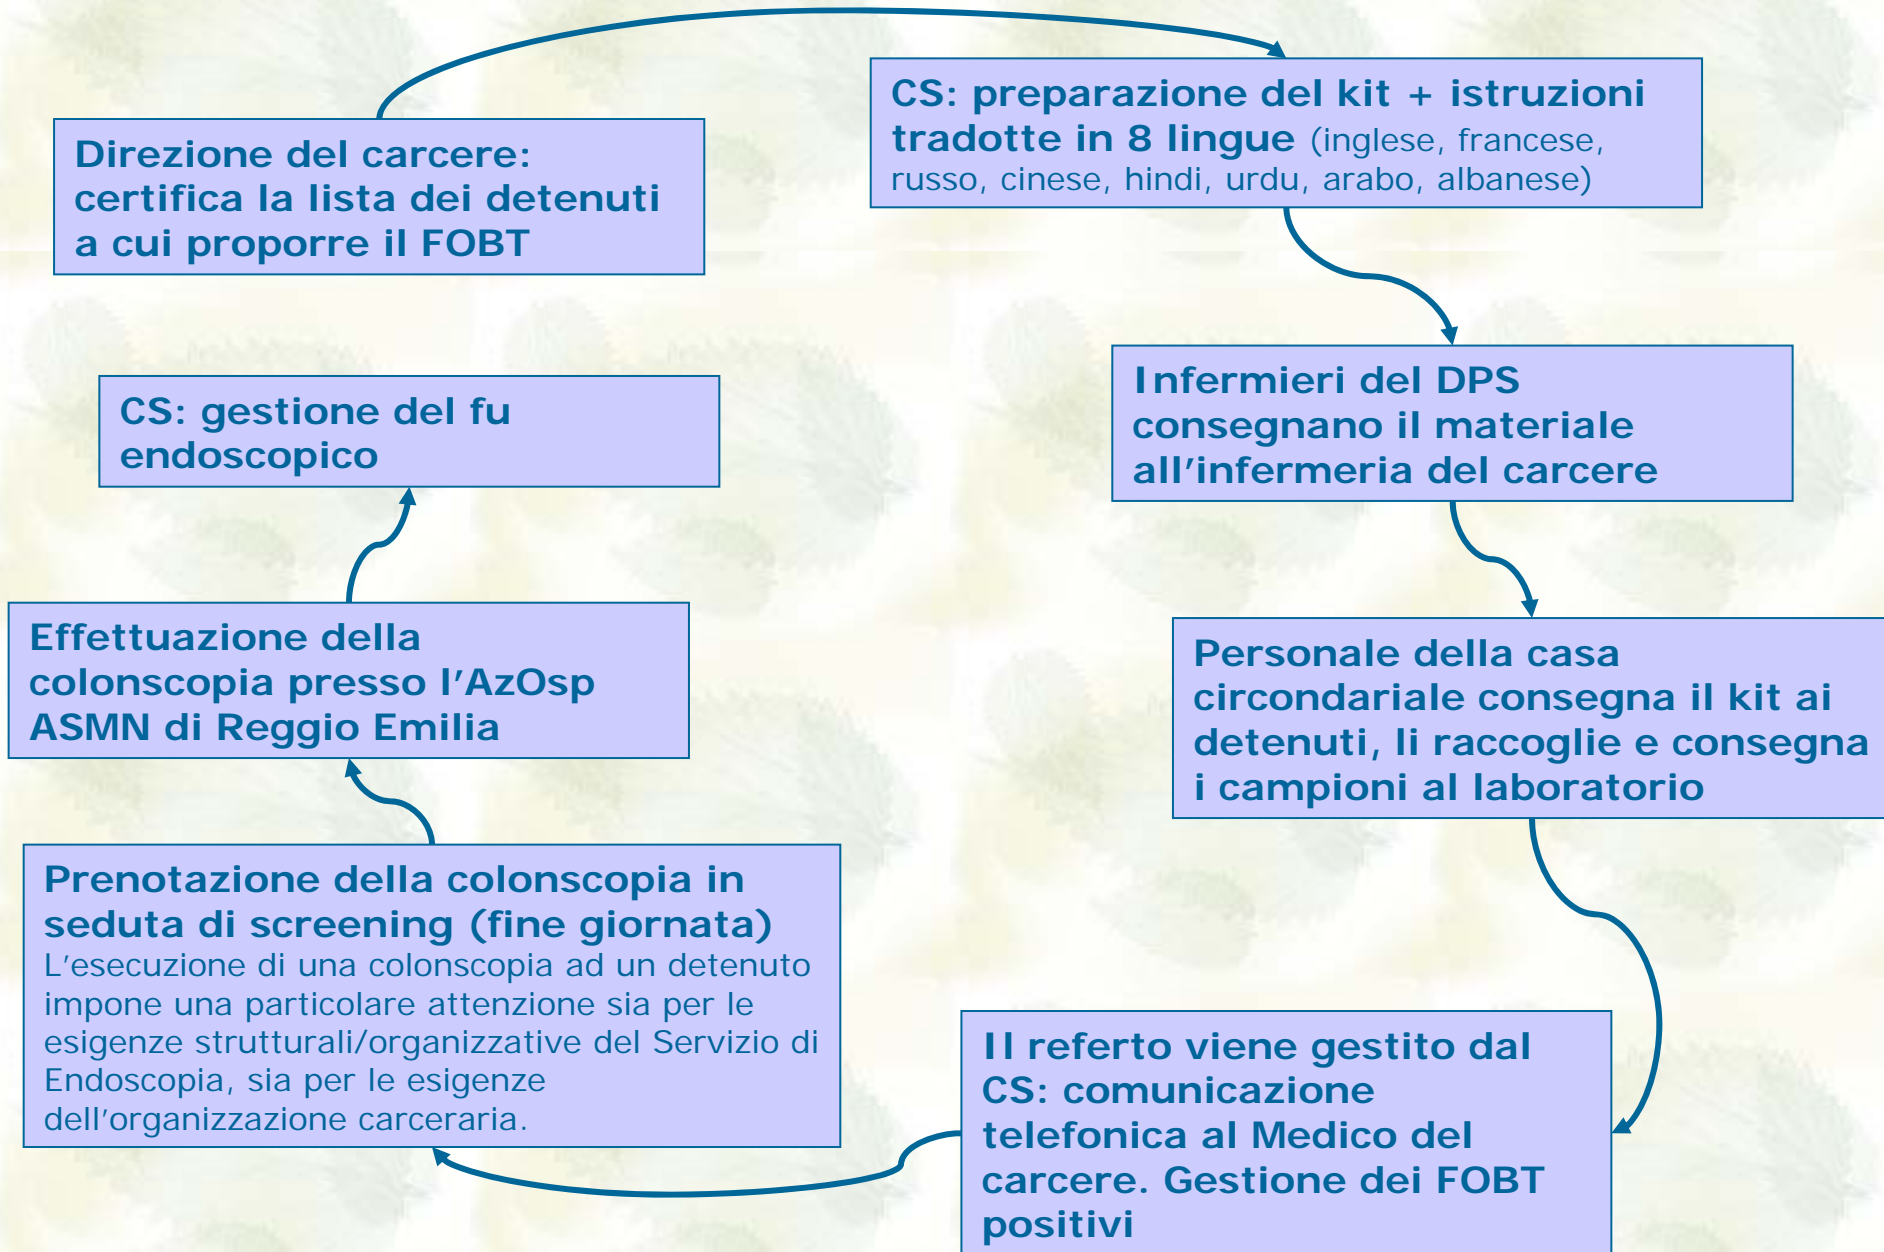 Direzione del carcere:
certifica la lista dei detenuti
a cui proporre il FOBT
CS: preparazione del kit + istruzioni
tradotte in 8 lingue (inglese, francese,
russo, cinese, hindi, urdu, arabo, albanese)
Infermieri del DPS
consegnano il materiale
all'infermeria del carcere
Personale della casa
circondariale consegna il kit ai
detenuti, li raccoglie e consegna
i campioni al laboratorio
Il referto viene gestito dal
CS: comunicazione
telefonica al Medico del
carcere. Gestione dei FOBT
positivi
Prenotazione della colonscopia in
seduta di screening (fine giornata)
L'esecuzione di una colonscopia ad un detenuto
impone una particolare attenzione sia per le
esigenze strutturali/organizzative del Servizio di
Endoscopia, sia per le esigenze
dell'organizzazione carceraria.
Effettuazione della
colonscopia presso l'AzOsp
ASMN di Reggio Emilia
CS: gestione del fu
endoscopico